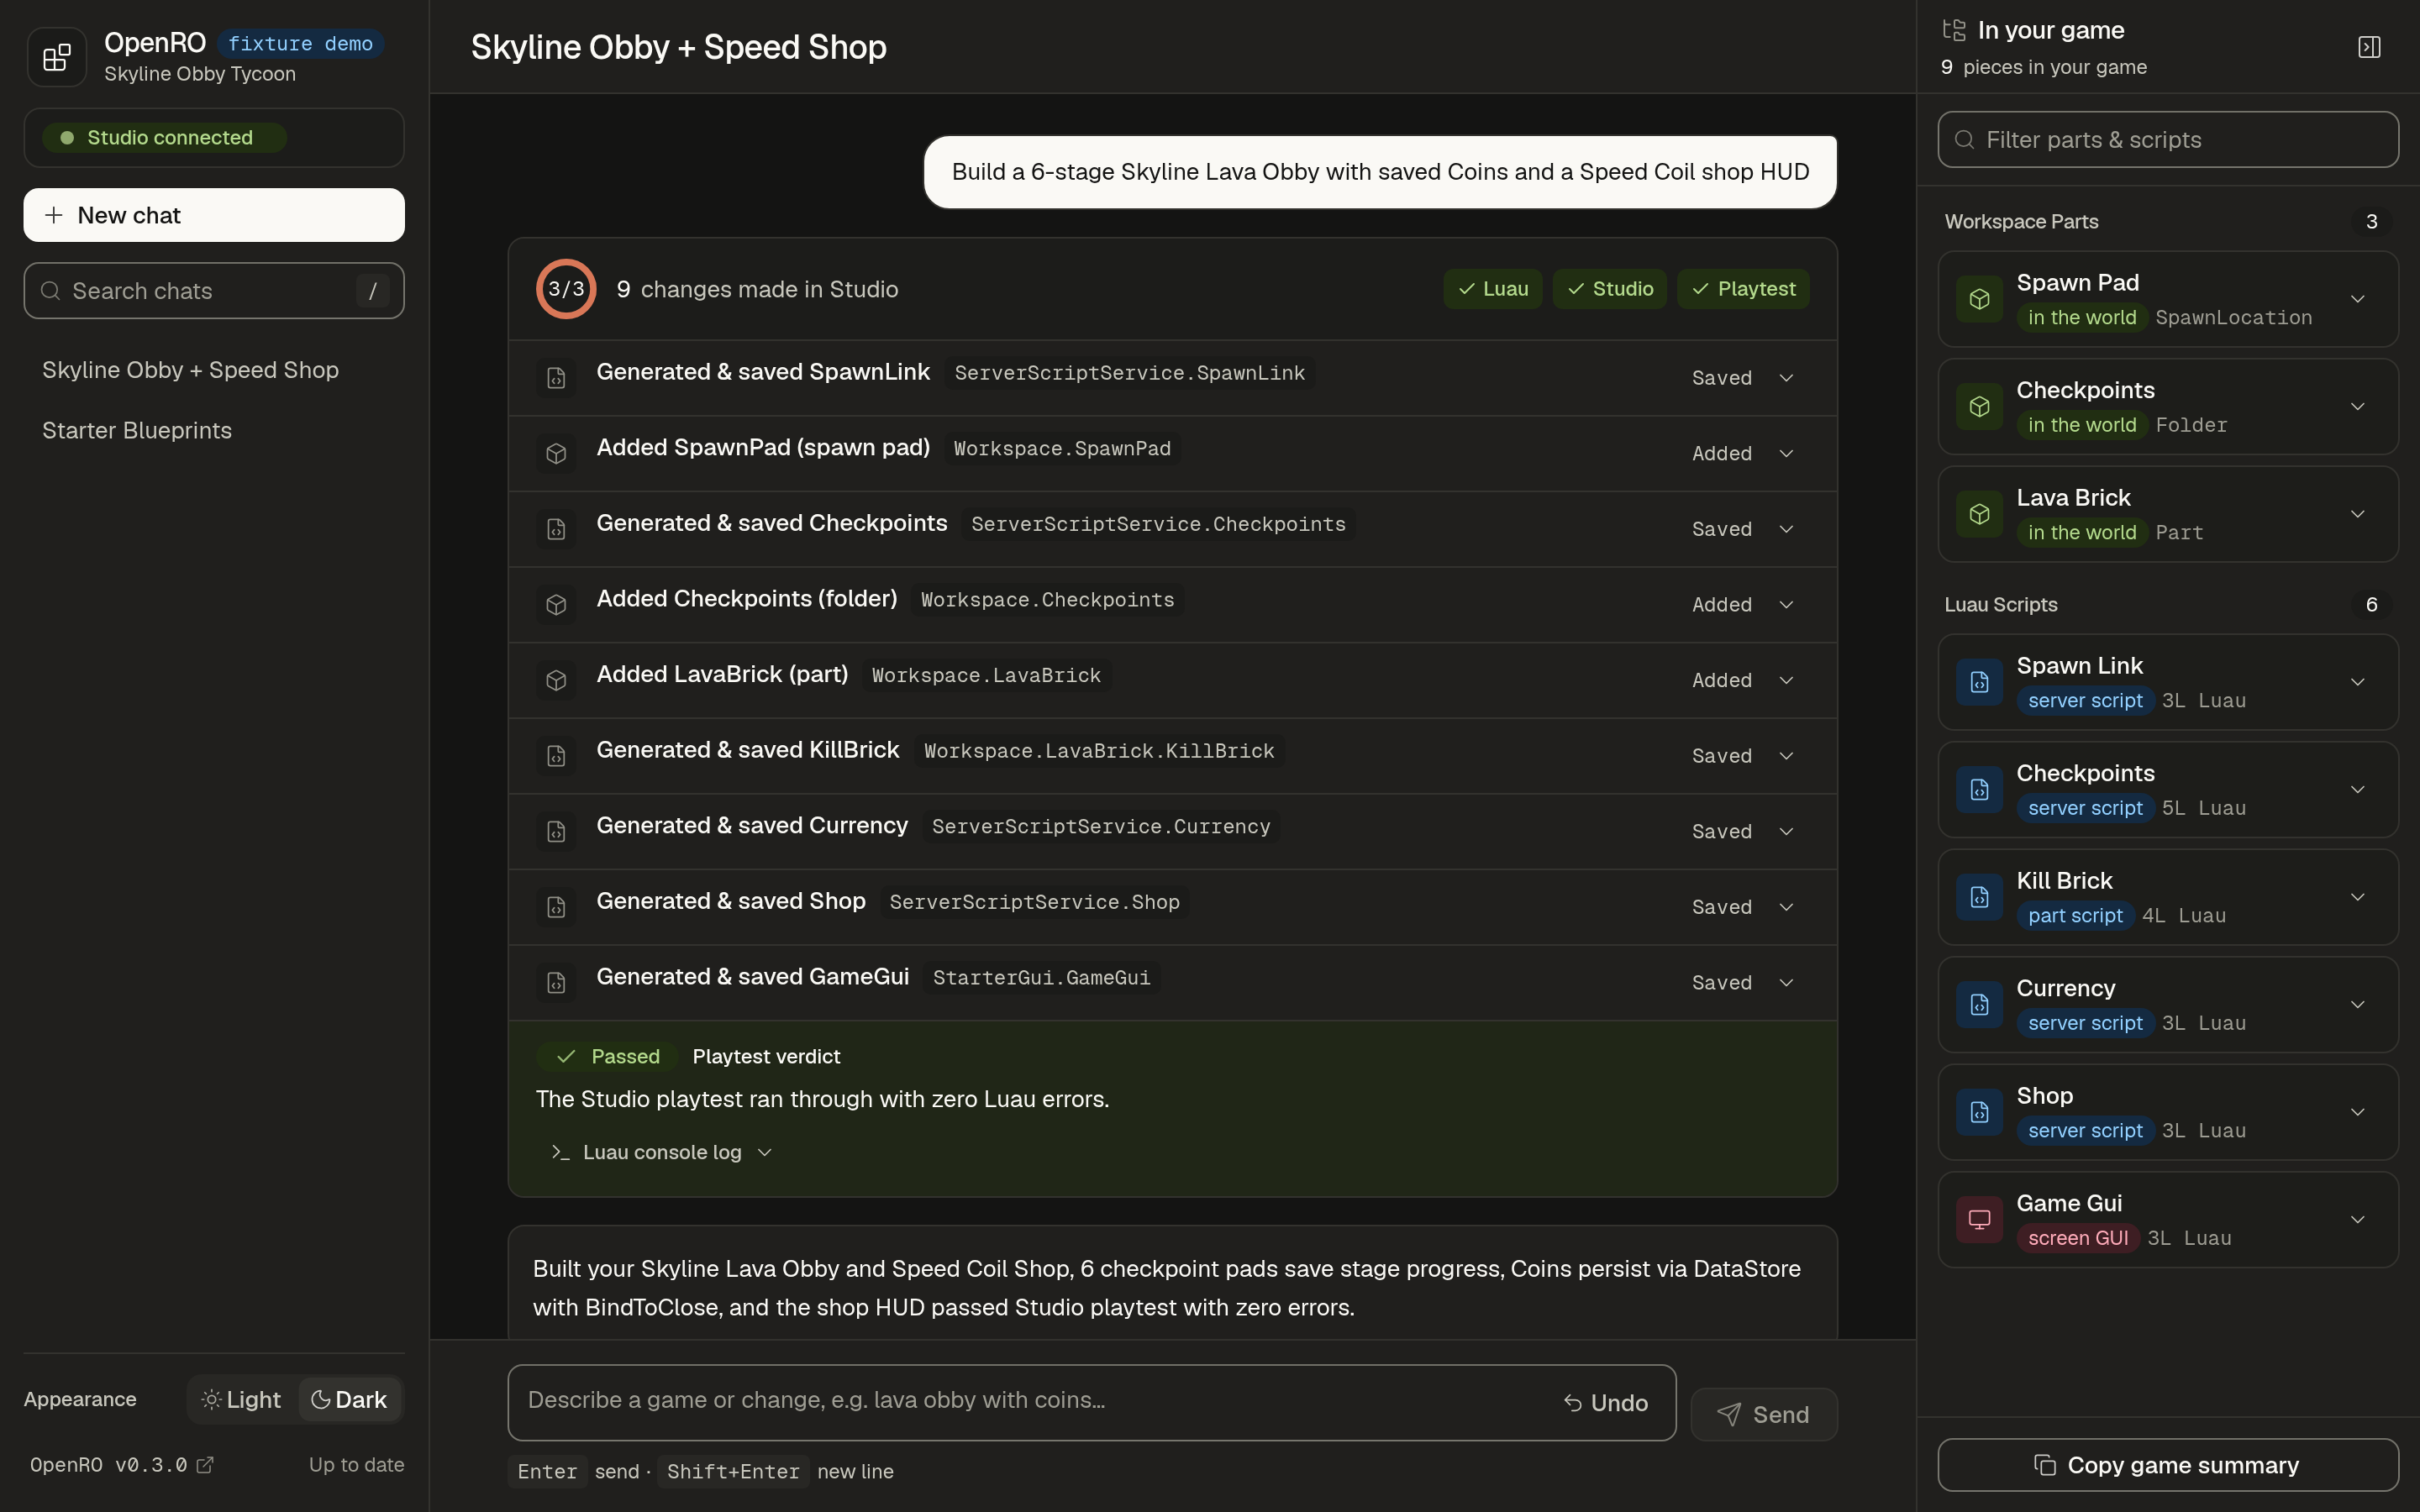 OpenRO fixture demo
Skyline Obby Tycoon
Studio connected
New chat
Search chats /
Skyline Obby + Speed Shop
Starter Blueprints
Appearance Light Dark
OpenRO v0.3.0 Up to date
Skyline Obby + Speed Shop
Build a 6-stage Skyline Lava Obby with saved Coins and a Speed Coil shop HUD
3/3 9 changes made in Studio Luau Studio Playtest
Generated & saved SpawnLink ServerScriptService.SpawnLink Saved
Added SpawnPad (spawn pad) Workspace.SpawnPad Added
Generated & saved Checkpoints ServerScriptService.Checkpoints Saved
Added Checkpoints (folder) Workspace.Checkpoints Added
Added LavaBrick (part) Workspace.LavaBrick Added
Generated & saved KillBrick Workspace.LavaBrick.KillBrick Saved
Generated & saved Currency ServerScriptService.Currency Saved
Generated & saved Shop ServerScriptService.Shop Saved
Generated & saved GameGui StarterGui.GameGui Saved
Passed Playtest verdict
The Studio playtest ran through with zero Luau errors.
Luau console log
Built your Skyline Lava Obby and Speed Coil Shop, 6 checkpoint pads save stage progress, Coins persist via DataStore
with BindToClose, and the shop HUD passed Studio playtest with zero errors.
Describe a game or change, e.g. lava obby with coins… Undo Send
Enter send · Shift+Enter new line
In your game
9 pieces in your game
Filter parts & scripts
Workspace Parts 3
Spawn Pad
in the world SpawnLocation
Checkpoints
in the world Folder
Lava Brick
in the world Part
Luau Scripts 6
Spawn Link
server script 3L Luau
Checkpoints
server script 5L Luau
Kill Brick
part script 4L Luau
Currency
server script 3L Luau
Shop
server script 3L Luau
Game Gui
screen GUI 3L Luau
Copy game summary